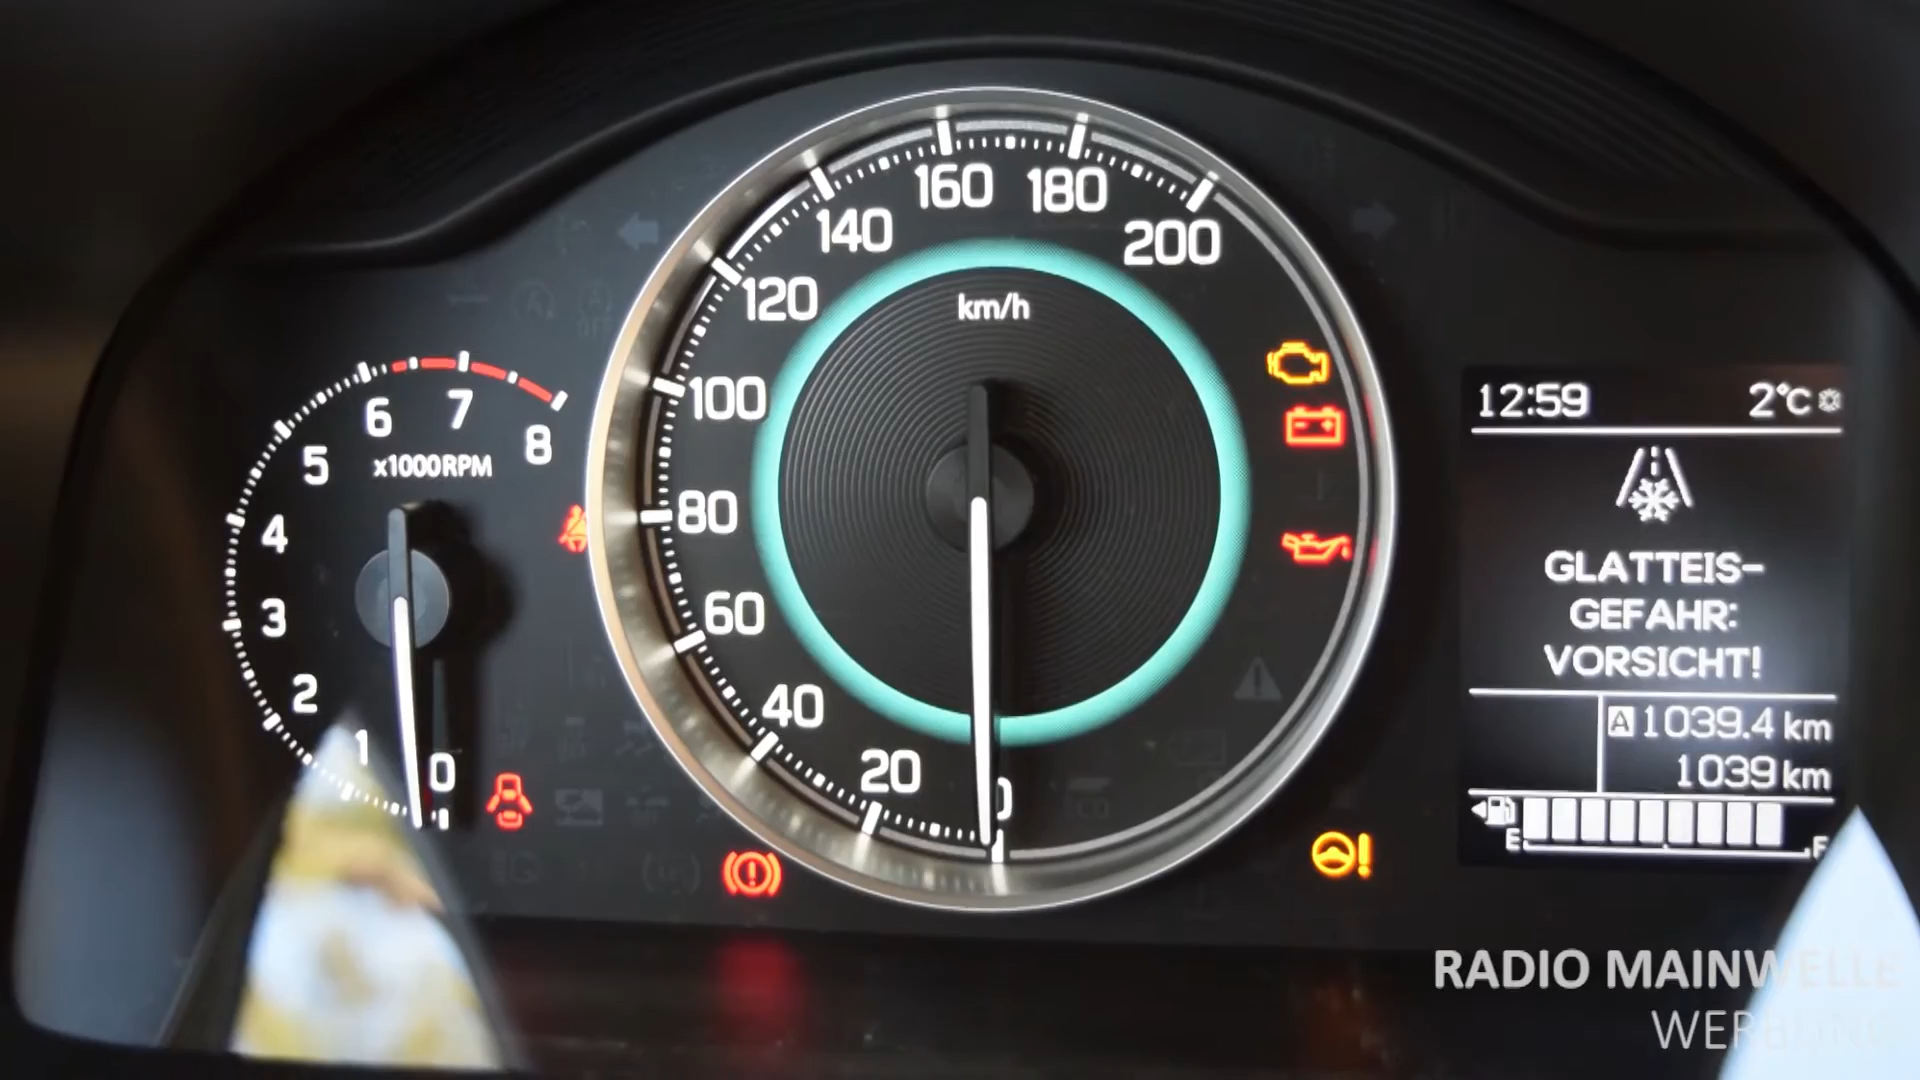 160 180
140 200
120
km/h
100
80
60
40
20
0
6 7
5 8
x1000RPM
4
3
2
1 0
12:59 2°C
GLATTEIS-
GEFAHR:
VORSICHT!
A 1039.4 km
1039 km
E F
RADIO MAINWELLE
WERBUNG